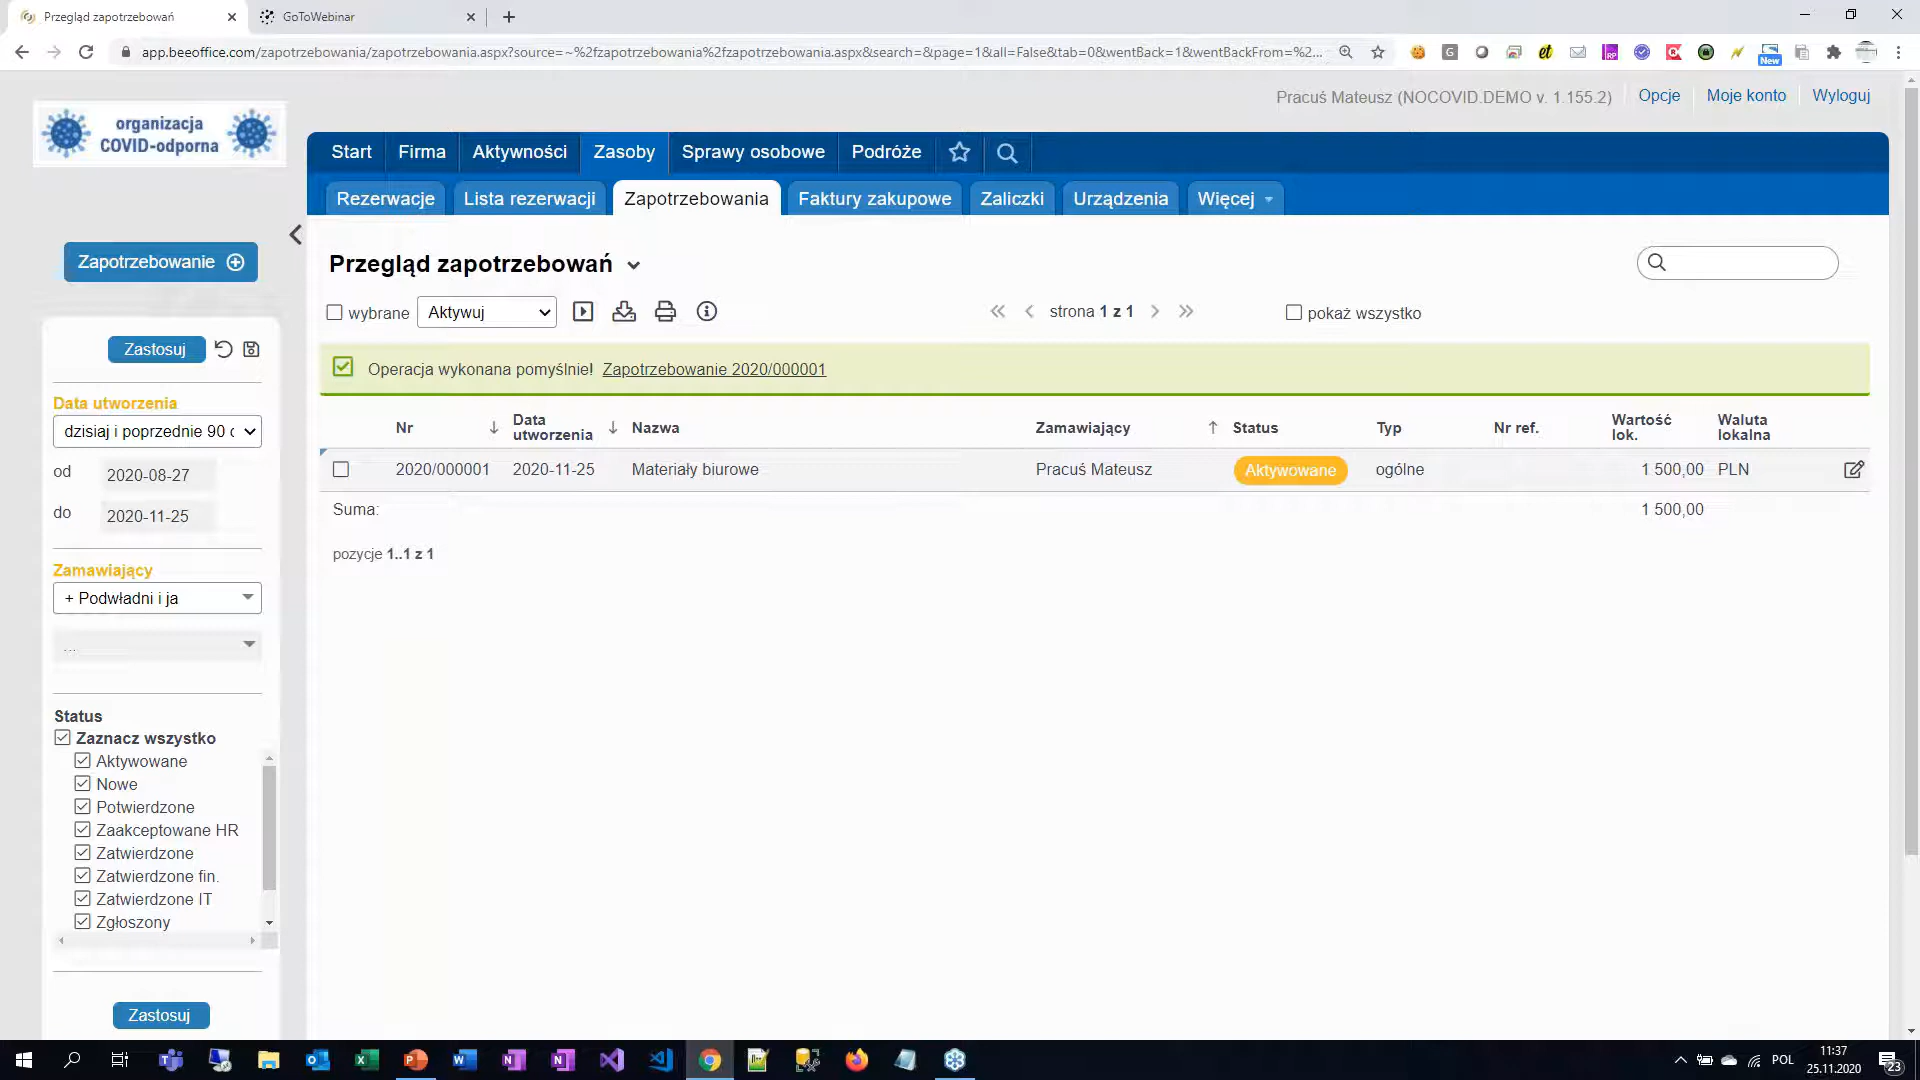 Przegląd zapotrzebowań
GoToWebinar
app.beeoffice.com/zapotrzebowania/zapotrzebowania.aspx?source=~%2fzapotrzebowania%2fzapotrzebowania.aspx&search=&page=1&all=False&tab=0&wentBack=1&wentBackFrom=%2...
New
Pracuś Mateusz (NOCOVID.DEMO v. 1.155.2)
Opcje
Moje konto
Wyloguj
organizacja
COVID-odporna
Start
Firma
Aktywności
Zasoby
Sprawy osobowe
Podróże
Rezerwacje
Lista rezerwacji
Zapotrzebowania
Faktury zakupowe
Zaliczki
Urządzenia
Więcej
Zapotrzebowanie
Przegląd zapotrzebowań
wybrane
Aktywuj
strona 1 z 1
pokaż wszystko
Zastosuj
Operacja wykonana pomyślnie! Zapotrzebowanie 2020/000001
Data utworzenia
dzisiaj i poprzednie 90 d
od 2020-08-27
do 2020-11-25
Nr
Data
utworzenia
Nazwa
Zamawiający
Status
Typ
Nr ref.
Wartość
lok.
Waluta
lokalna
2020/000001 2020-11-25 Materiały biurowe Pracuś Mateusz Aktywowane ogólne 1 500,00 PLN
Suma: 1 500,00
pozycje 1..1 z 1
Zamawiający
+ Podwładni i ja
...
Status
Zaznacz wszystko
Aktywowane
Nowe
Potwierdzone
Zaakceptowane HR
Zatwierdzone
Zatwierdzone fin.
Zatwierdzone IT
Zgłoszony
Zastosuj
POL
11:37
25.11.2020
23